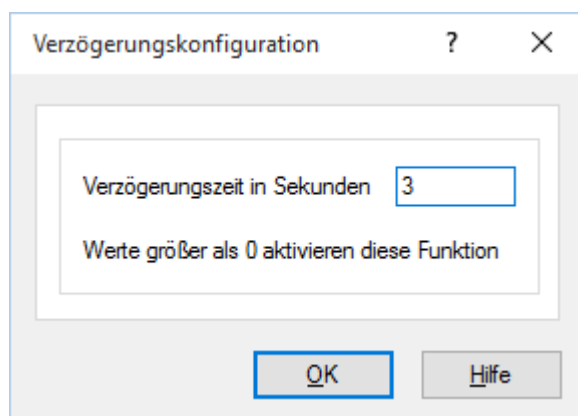 Verzögerungskonfiguration ?
Verzögerungszeit in Sekunden 3
Werte größer als 0 aktivieren diese Funktion
OK Hilfe